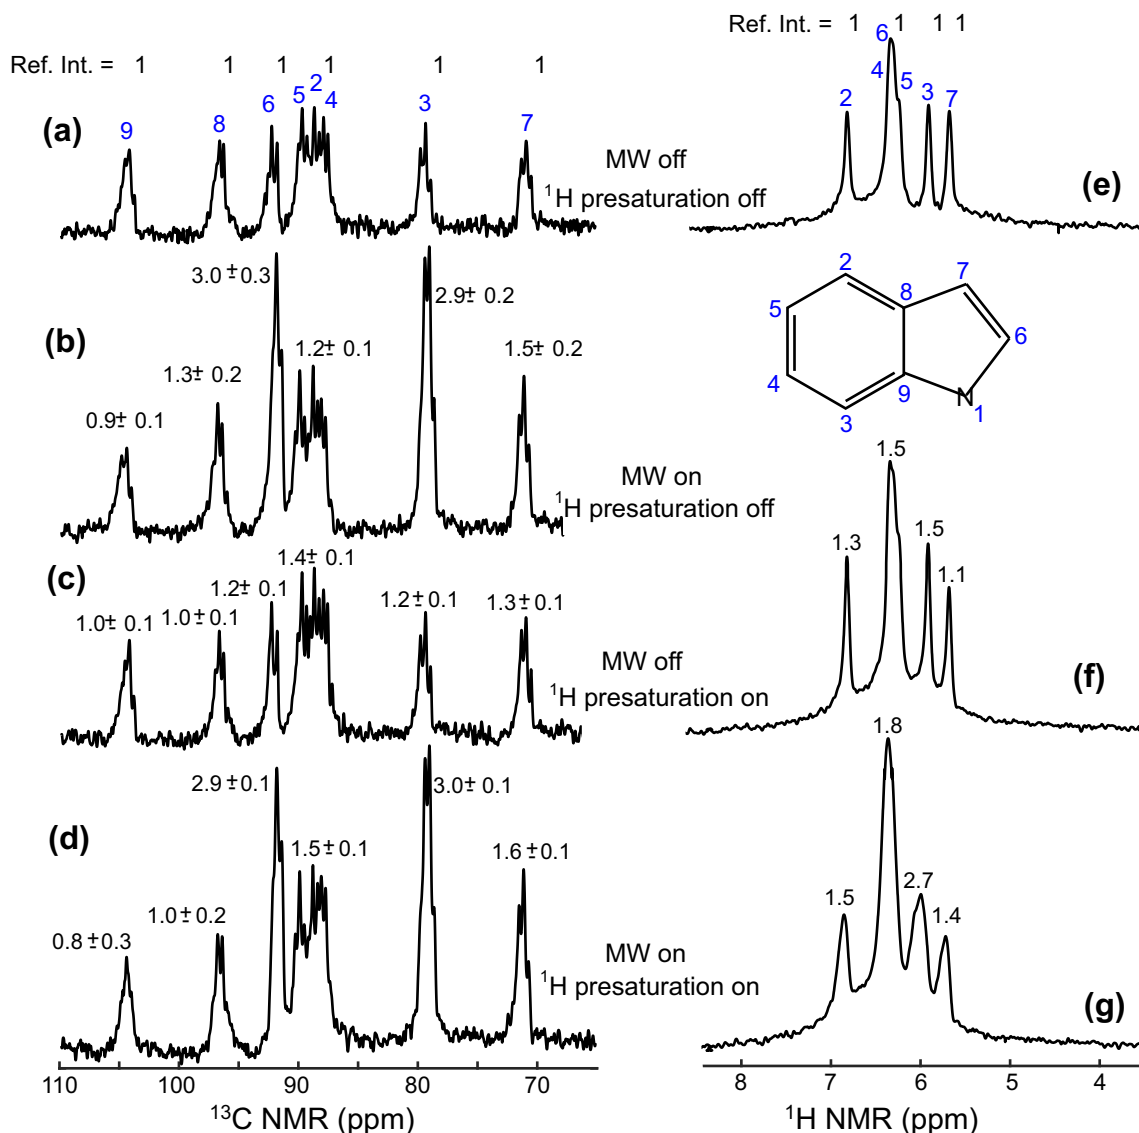 Ref. Int. = 1 1 1 1 1 1
(a)
9 8 6 5 2 4 3 7
MW off
¹H presaturation off
Ref. Int. = 1 1 1 1
2 6 4 5 3 7
(e)
(b)
0.9± 0.1
1.3± 0.2
3.0 ± 0.3
1.2± 0.1
2.9± 0.2
1.5± 0.2
MW on
¹H presaturation off
2
7
5
8
6
4
9
N
1
3
(c)
1.0± 0.1
1.0± 0.1
1.2± 0.1
1.4± 0.1
1.2± 0.1
1.3± 0.1
MW off
¹H presaturation on
1.3
1.5
1.5
1.1
(f)
(d)
0.8 ± 0.3
1.0 ± 0.2
2.9 ± 0.1
1.5 ± 0.1
3.0 ± 0.1
1.6 ± 0.1
MW on
¹H presaturation on
1.5
1.8
2.7
1.4
(g)
110 100 90 80 70
¹³C NMR (ppm)
8 7 6 5 4
¹H NMR (ppm)